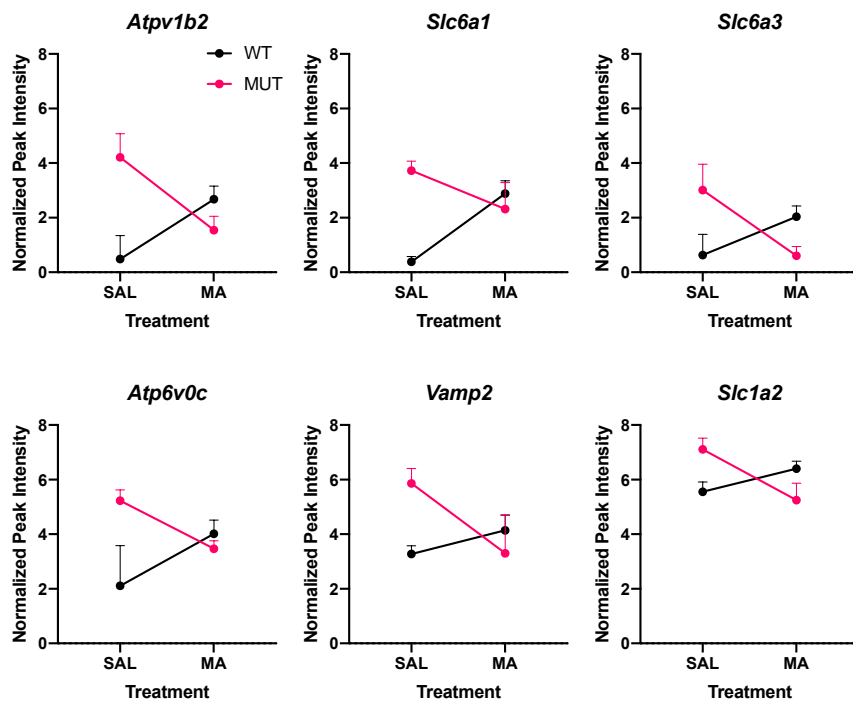 Atpv1b2
Slc6a1
Slc6a3
WT
MUT
Normalized Peak Intensity
8
6
4
2
0
SAL
MA
Treatment
Normalized Peak Intensity
8
6
4
2
0
SAL
MA
Treatment
Normalized Peak Intensity
8
6
4
2
0
SAL
MA
Treatment
Atp6v0c
Vamp2
Slc1a2
Normalized Peak Intensity
8
6
4
2
0
SAL
MA
Treatment
Normalized Peak Intensity
8
6
4
2
0
SAL
MA
Treatment
Normalized Peak Intensity
8
6
4
2
0
SAL
MA
Treatment